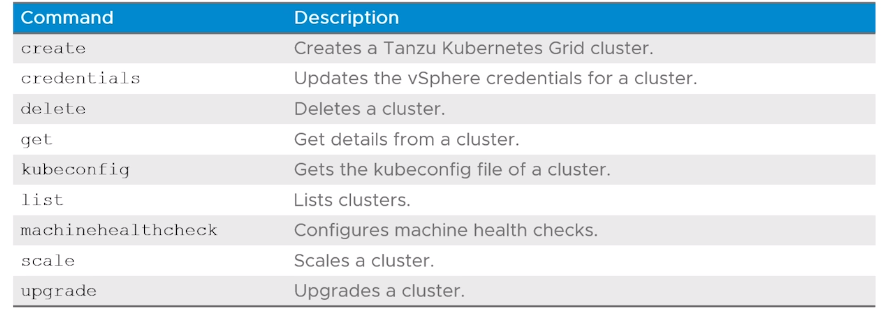 Command Description
create Creates a Tanzu Kubernetes Grid cluster.
credentials Updates the vSphere credentials for a cluster.
delete Deletes a cluster.
get Get details from a cluster.
kubeconfig Gets the kubeconfig file of a cluster.
list Lists clusters.
machinehealthcheck Configures machine health checks.
scale Scales a cluster.
upgrade Upgrades a cluster.